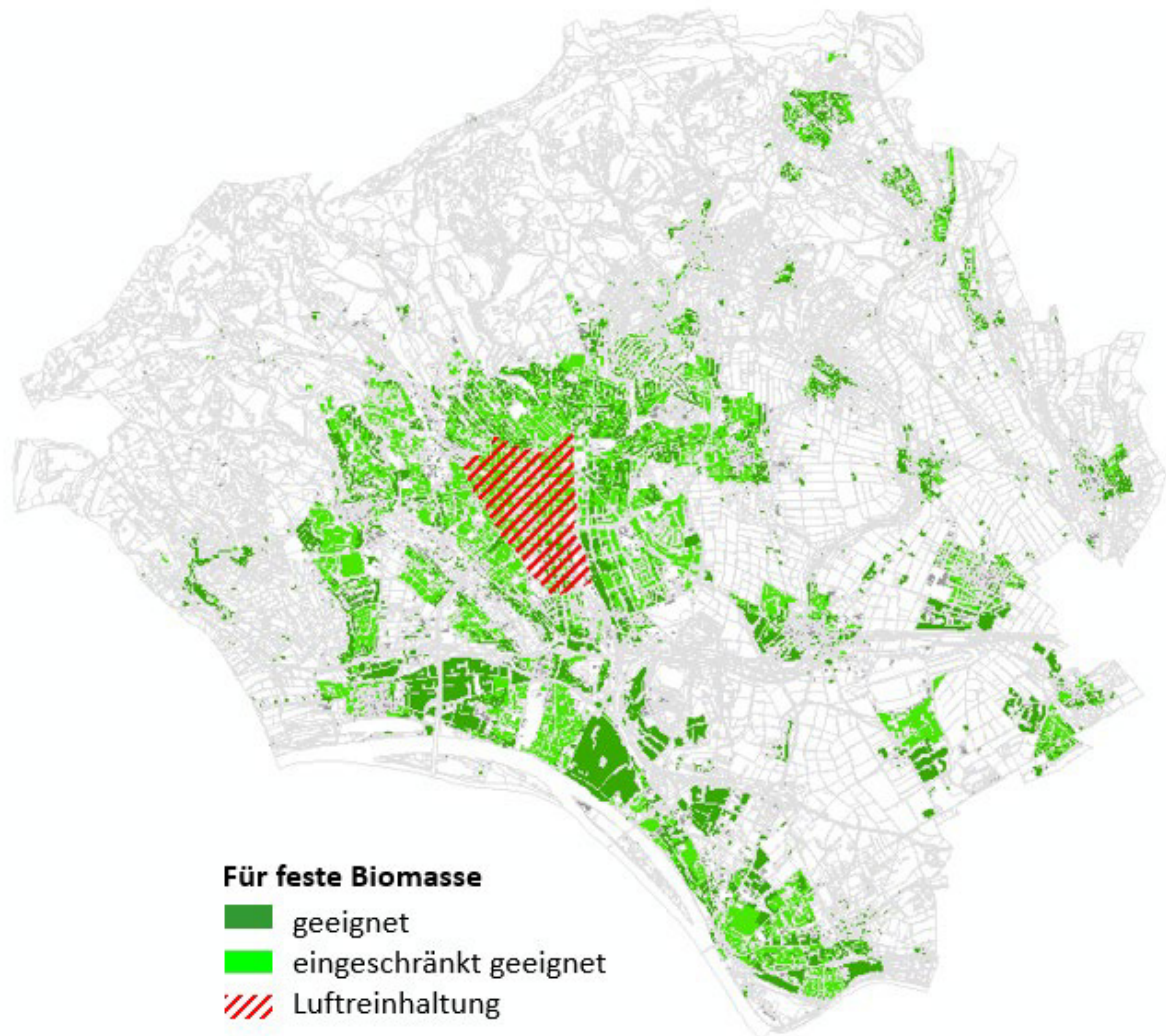 Für feste Biomasse
geeignet
eingeschränkt geeignet
Luftreinhaltung